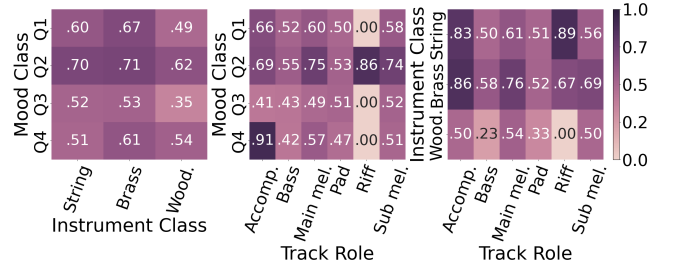 Mood Class
Q1 Q2 Q3 Q4
.60 .67 .49
.70 .71 .62
.52 .53 .35
.51 .61 .54
String Brass Wood.
Instrument Class
Mood Class
Q1 Q2 Q3 Q4
.66 .52 .60 .50 .00 .58
.69 .55 .75 .53 .86 .74
.41 .43 .49 .51 .00 .52
.91 .42 .57 .47 .00 .51
Accomp. Bass Main mel. Pad Riff Sub mel.
Track Role
Instrument Class
String Brass Wood.
.83 .50 .61 .51 .89 .56
.86 .58 .76 .52 .67 .69
.50 .23 .54 .33 .00 .50
Accomp. Bass Main mel. Pad Riff Sub mel.
Track Role
1.0
0.8
0.6
0.4
0.2
0.0